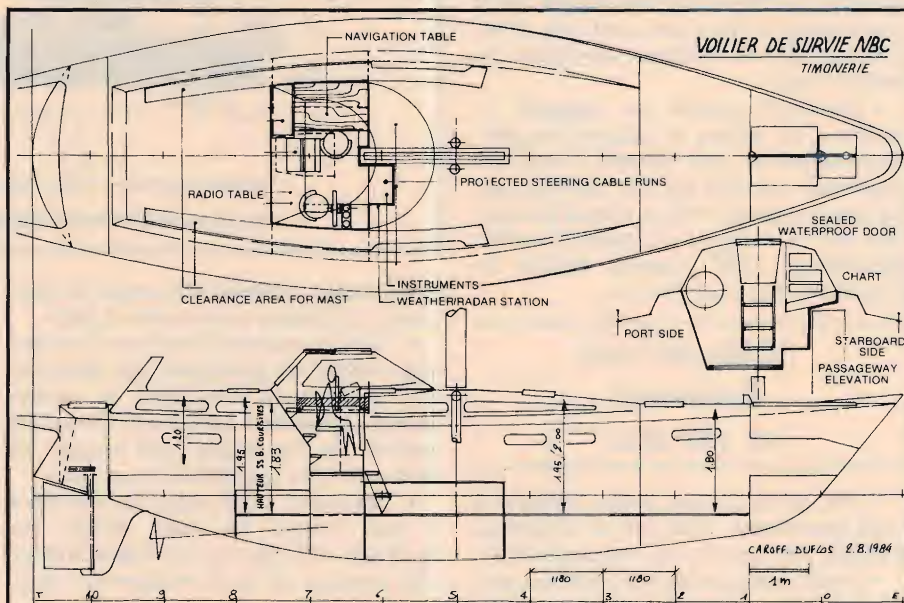 VOILIER DE SURVIE NBC
TIMONERIE
NAVIGATION TABLE
RADIO TABLE
PROTECTED STEERING CABLE RUNS
CLEARANCE AREA FOR MAST
INSTRUMENTS
WEATHER/RADAR STATION
SEALED
WATERPROOF DOOR
CHART
PORT SIDE
STARBOARD
SIDE
PASSAGEWAY
ELEVATION
1.20
1.95
HAUTEUR SS B. COURSIVES
1.83
1.95/2.00
1.80
CAROFF. DUFLOS 2.8.1984
1180 1180 1m
T 10 9 8 7 6 5 4 3 2 1 0 E